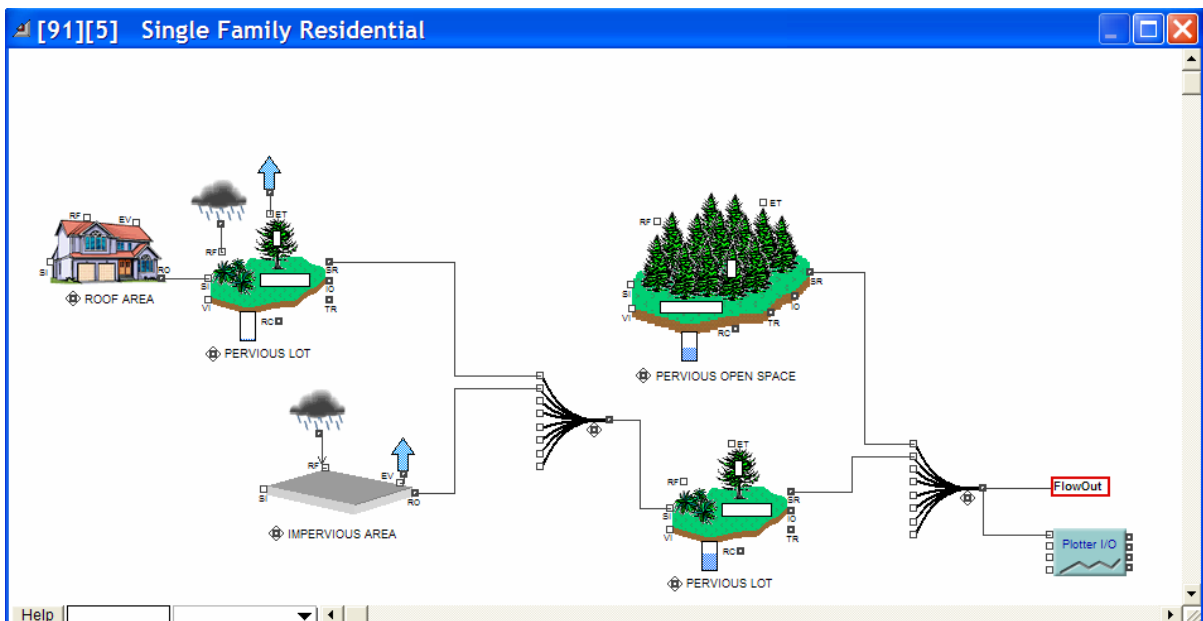 [91][5] Single Family Residential
RF
EV
SI
RO
ROOF AREA
RF
ET
SI
VI
SR
IO
TR
RC
PERVIOUS LOT
RF
ET
SI
VI
SR
IO
TR
RC
PERVIOUS OPEN SPACE
RF
EV
SI
RO
IMPERVIOUS AREA
RF
ET
SI
VI
SR
IO
TR
RC
PERVIOUS LOT
FlowOut
Plotter I/O
Help